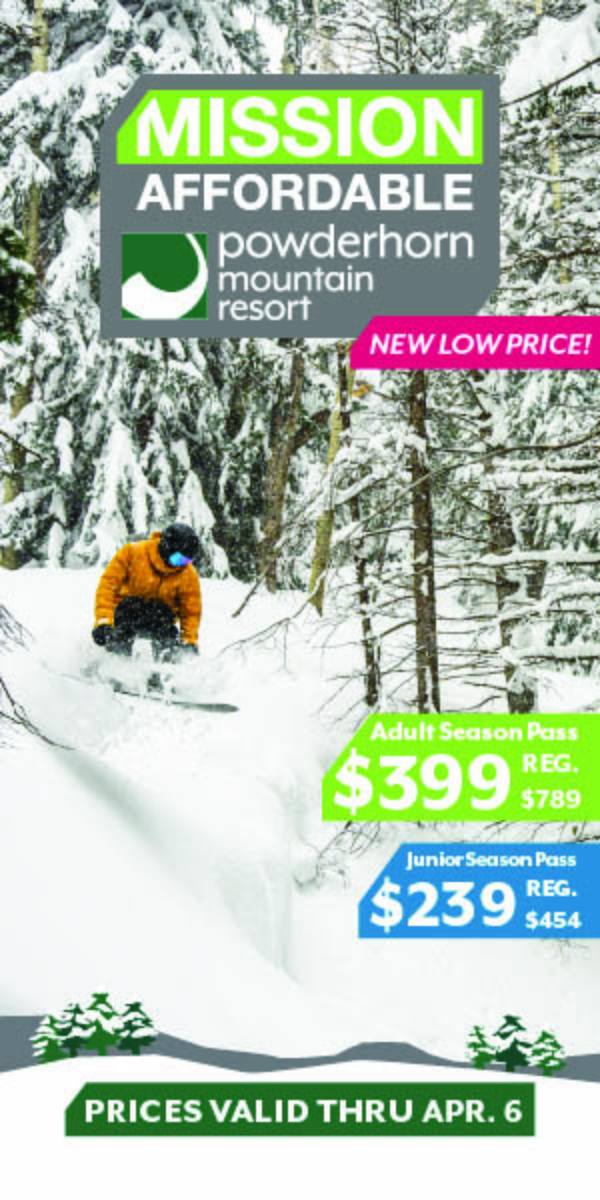 MISSION
AFFORDABLE
powderhorn
mountain
resort
NEW LOW PRICE!
Adult Season Pass
$399 REG. $789
Junior Season Pass
$239 REG. $454
PRICES VALID THRU APR. 6